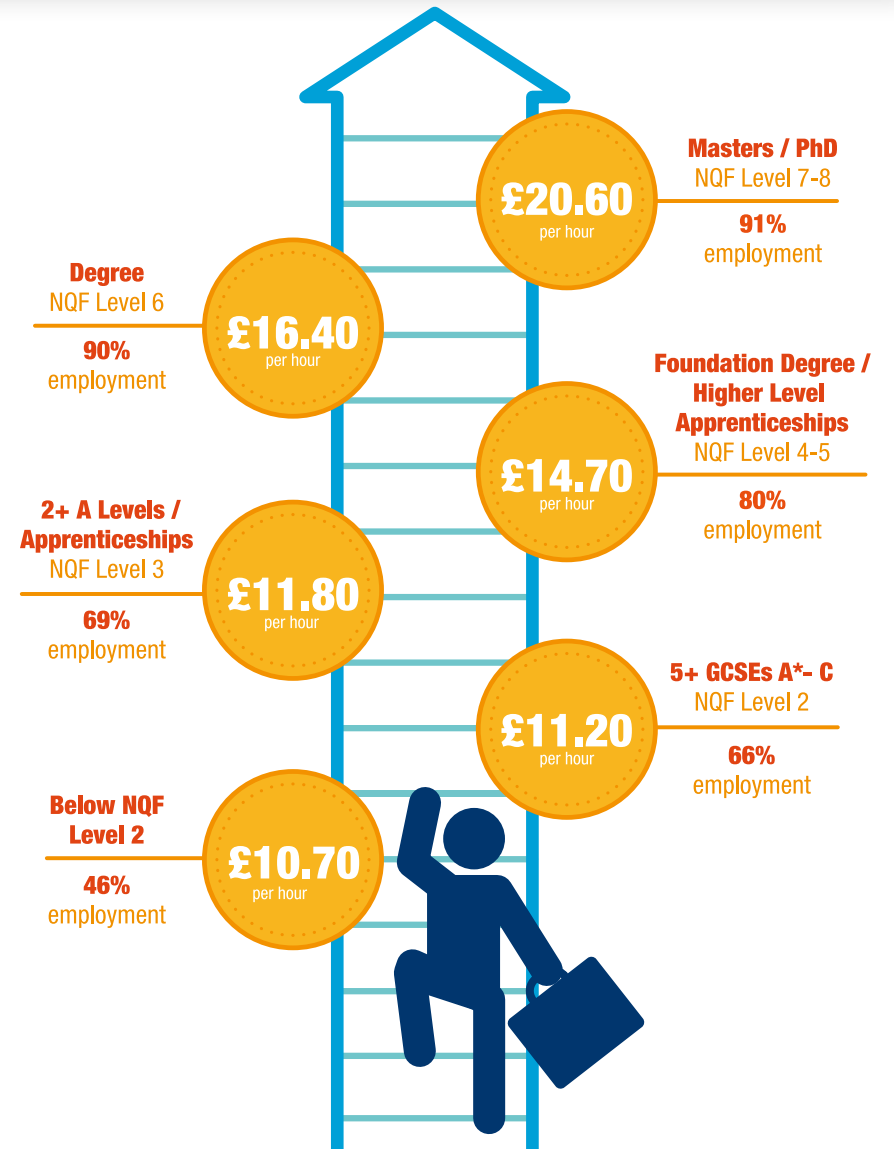 £20.60
per hour
Masters / PhD
NQF Level 7-8
91%
employment
Degree
NQF Level 6
90%
employment
£16.40
per hour
Foundation Degree /
Higher Level
Apprenticeships
NQF Level 4-5
80%
employment
£14.70
per hour
2+ A Levels /
Apprenticeships
NQF Level 3
69%
employment
£11.80
per hour
5+ GCSEs A*- C
NQF Level 2
66%
employment
£11.20
per hour
Below NQF
Level 2
46%
employment
£10.70
per hour